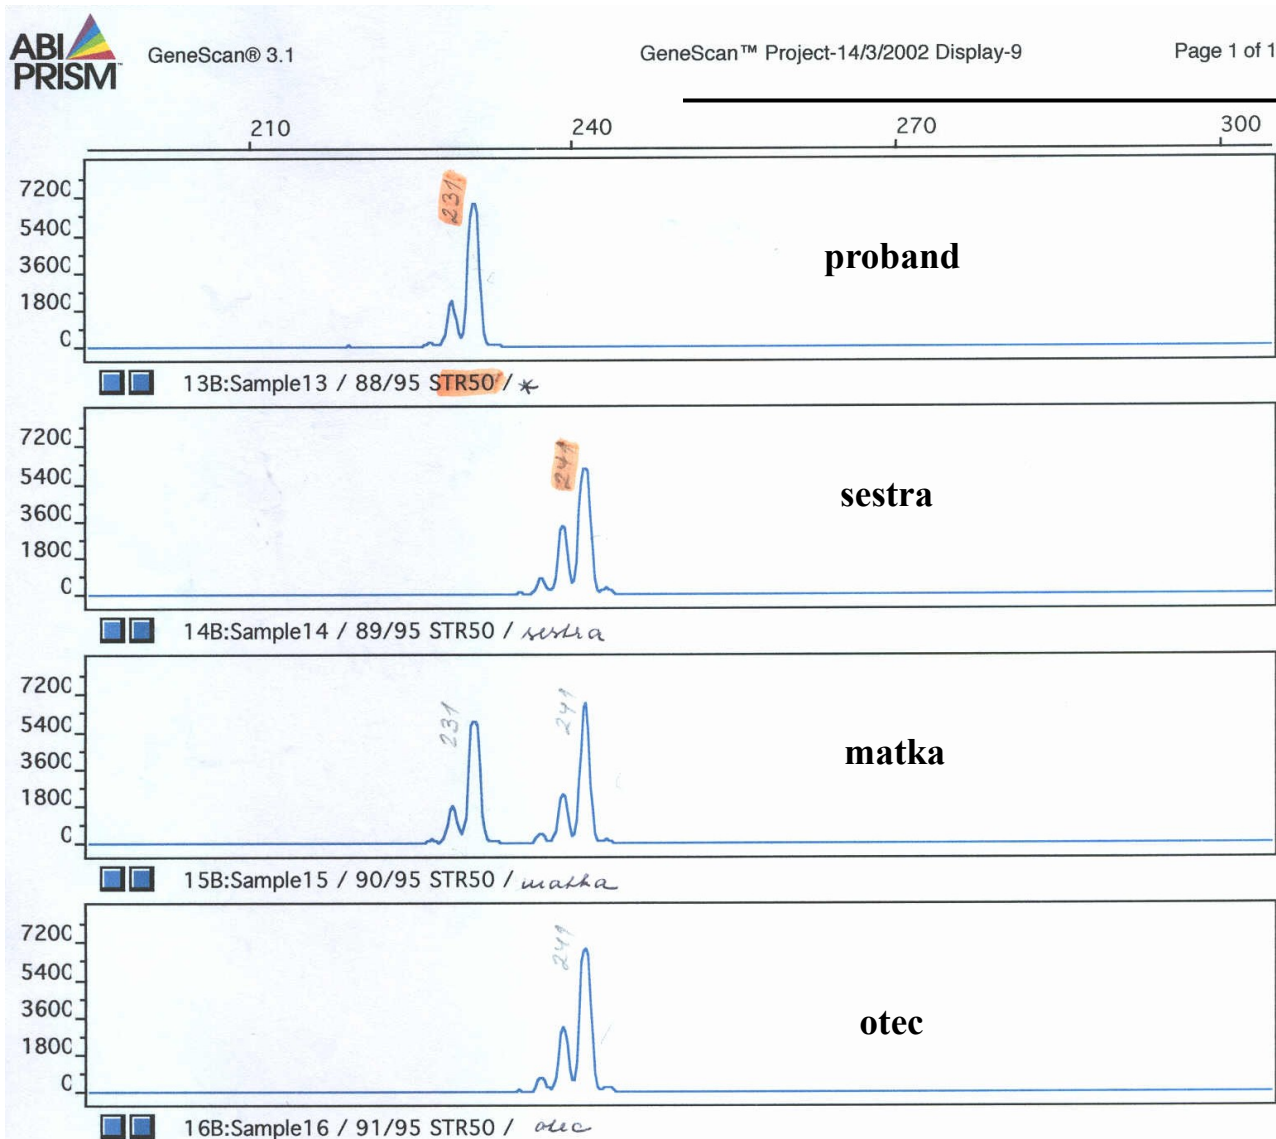 ABI PRISM™ GeneScan® 3.1 GeneScan™ Project-14/3/2002 Display-9 Page 1 of 1
210 240 270 300
7200
5400
3600
1800
0
231
proband
13B:Sample13 / 88/95 STR50 / *
7200
5400
3600
1800
0
241
sestra
14B:Sample14 / 89/95 STR50 / sestra
7200
5400
3600
1800
0
231 241
matka
15B:Sample15 / 90/95 STR50 / matka
7200
5400
3600
1800
0
241
otec
16B:Sample16 / 91/95 STR50 / otec